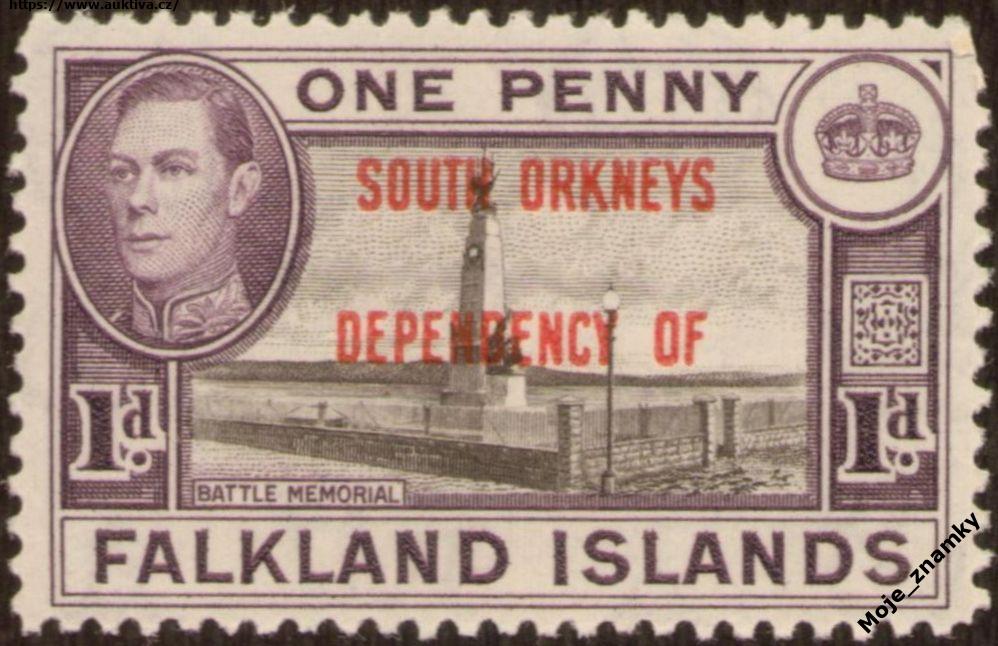 https://www.auktiva.cz/
ONE PENNY
SOUTH ORKNEYS
DEPENDENCY OF
1d 1d
BATTLE MEMORIAL
FALKLAND ISLANDS
Moje_znamky